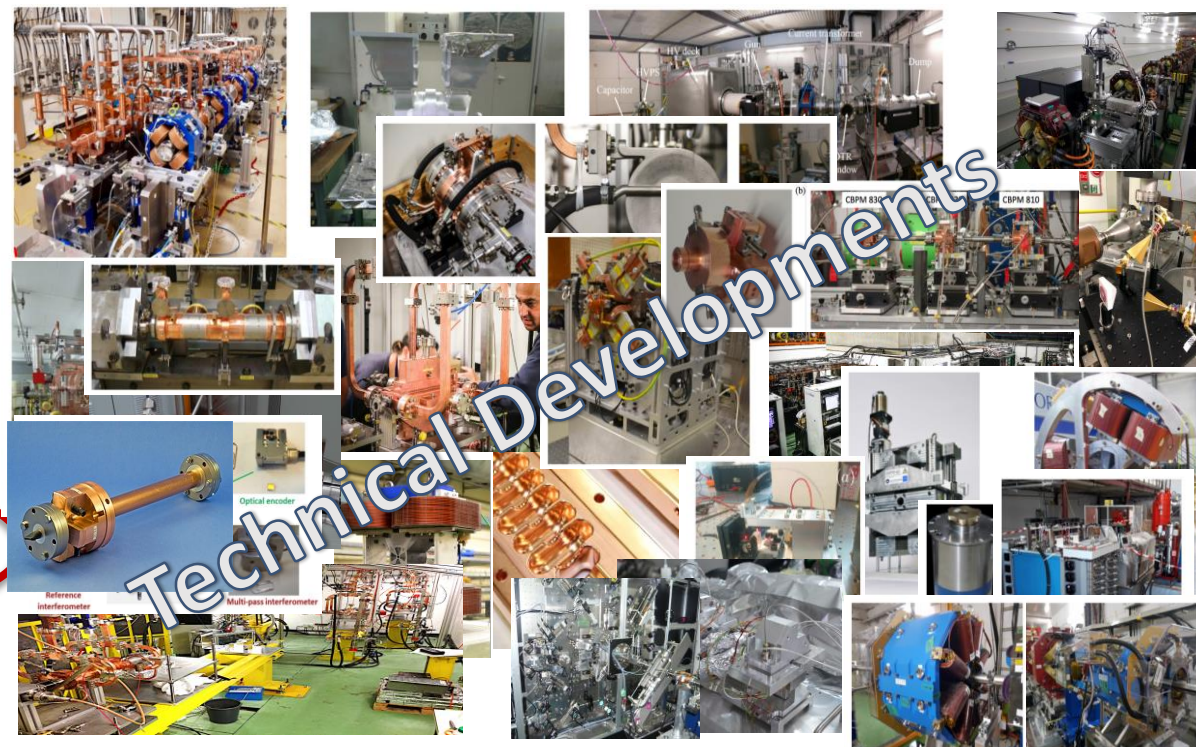 Current transformer
Gun
HV deck
HVPS
Dump
Capacitor
OTR
(b)
CBPM 830
CBPM 810
Technical Developments
(a)
Optical encoder
Reference
interferometer
Multi-pass interferometer